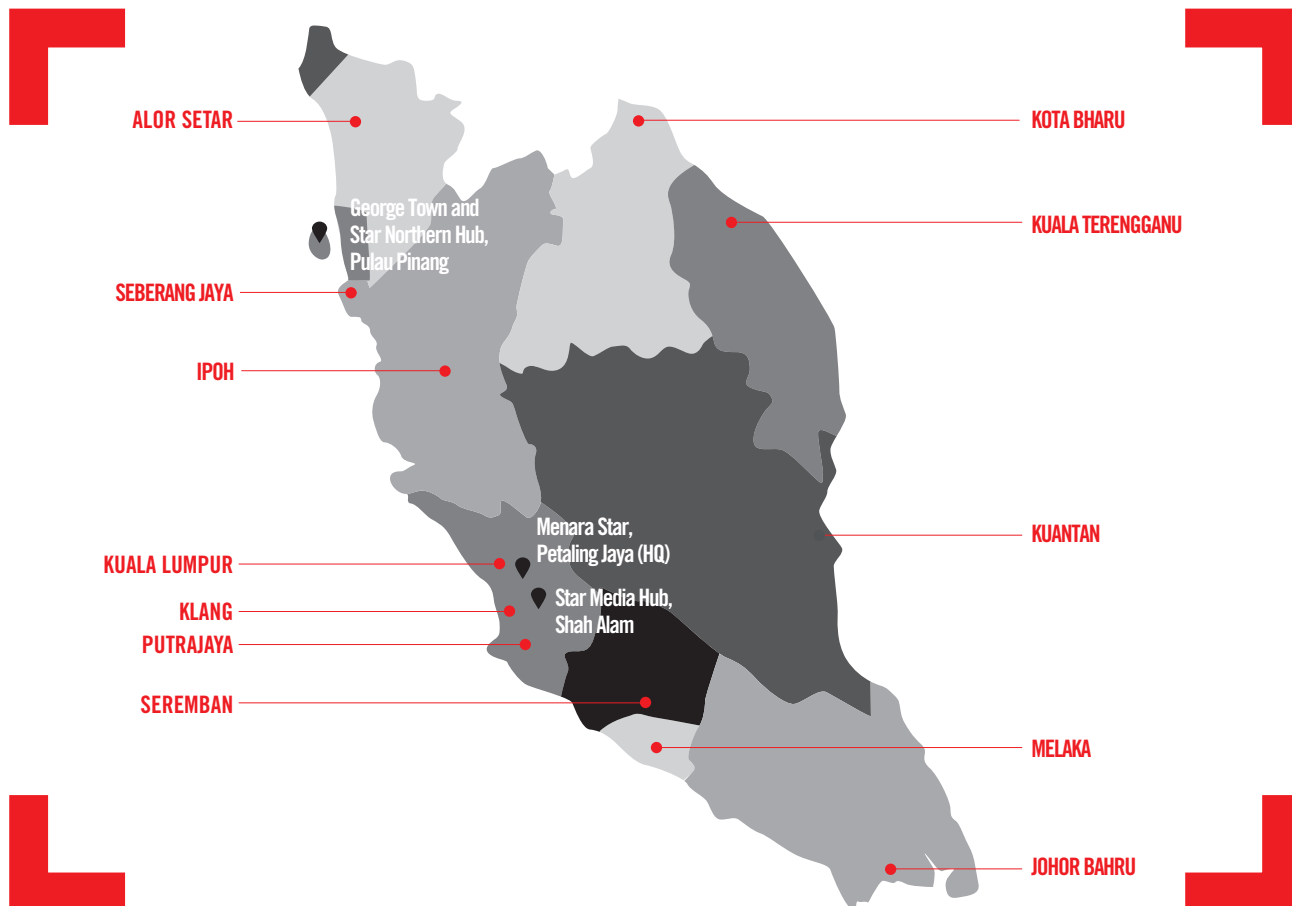 ALOR SETAR
KOTA BHARU
George Town and
Star Northern Hub,
Pulau Pinang
KUALA TERENGGANU
SEBERANG JAYA
IPOH
Menara Star,
Petaling Jaya (HQ)
KUANTAN
KUALA LUMPUR
Star Media Hub,
Shah Alam
KLANG
PUTRAJAYA
SEREMBAN
MELAKA
JOHOR BAHRU